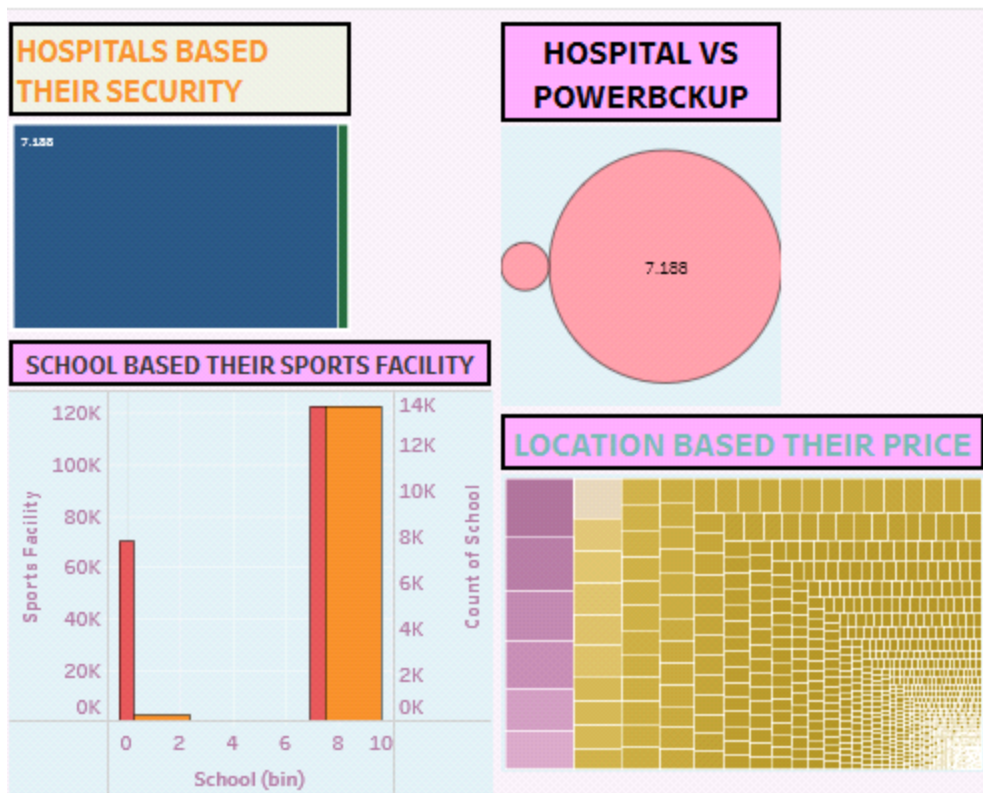 HOSPITALS BASED
THEIR SECURITY
7.188
HOSPITAL VS
POWERBCKUP
7.188
SCHOOL BASED THEIR SPORTS FACILITY
120K
100K
80K
60K
40K
20K
0K
Sports Facility
14K
12K
10K
8K
6K
4K
2K
0K
Count of School
0 2 4 6 8 10
School (bin)
LOCATION BASED THEIR PRICE